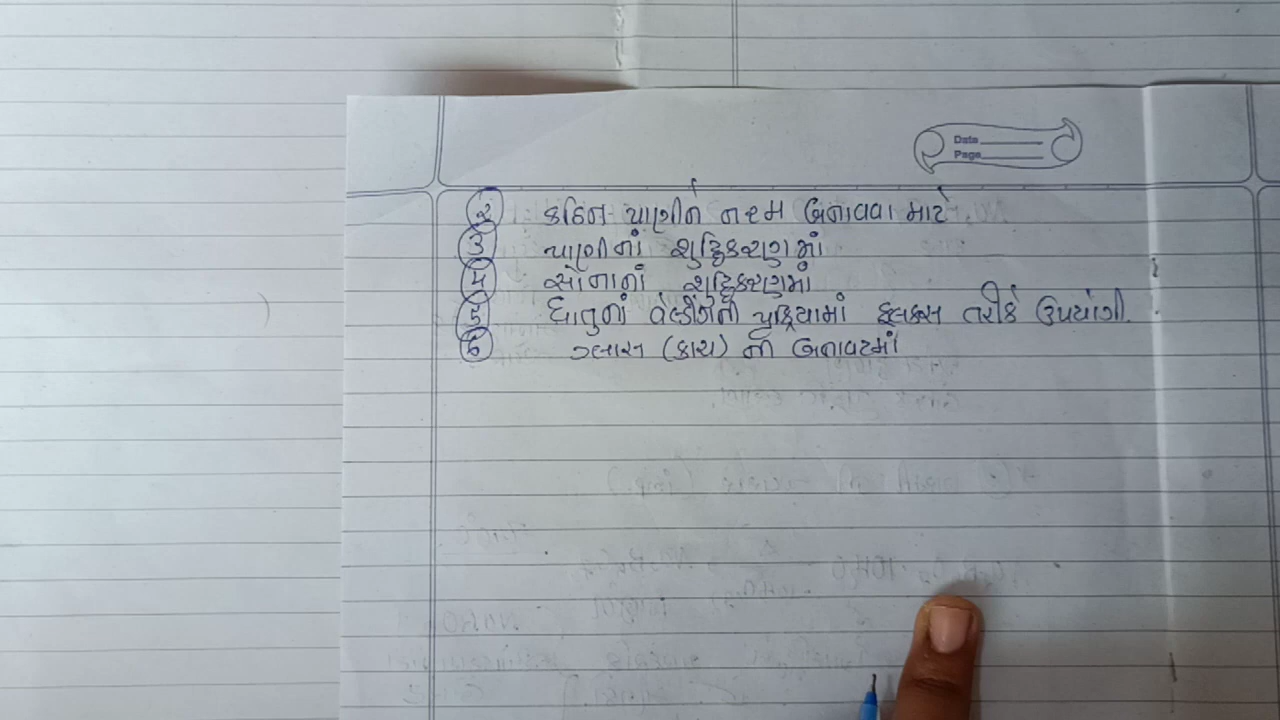 Date
Page
૨ કઠિન પાણીને નરમ બનાવવા માટે
૩ પાણીનાં શુદ્ધિકરણમાં
૪ સોનાનાં શુદ્ધિકરણમાં
૫ ધાતુનાં વેલ્ડીંગની પ્રક્રિયામાં ફલક્સ તરીકે ઉપયોગી.
૬ ગ્લાસ (કાચ) ની બનાવટમાં